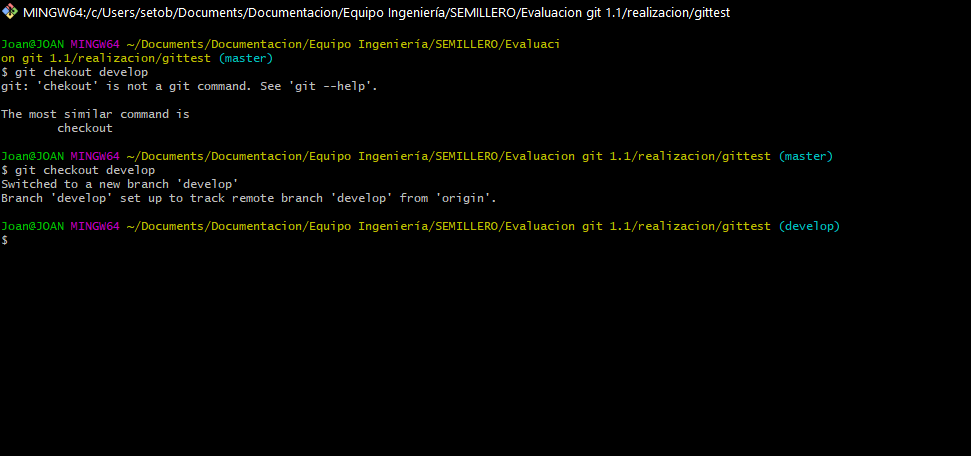 MINGW64:/c/Users/setob/Documents/Documentacion/Equipo Ingeniería/SEMILLERO/Evaluacion git 1.1/realizacion/gittest
Joan@JOAN MINGW64 ~/Documents/Documentacion/Equipo Ingeniería/SEMILLERO/Evaluaci
on git 1.1/realizacion/gittest (master)
$ git chekout develop
git: 'chekout' is not a git command. See 'git --help'.
The most similar command is
checkout
Joan@JOAN MINGW64 ~/Documents/Documentacion/Equipo Ingeniería/SEMILLERO/Evaluacion git 1.1/realizacion/gittest (master)
$ git checkout develop
Switched to a new branch 'develop'
Branch 'develop' set up to track remote branch 'develop' from 'origin'.
Joan@JOAN MINGW64 ~/Documents/Documentacion/Equipo Ingeniería/SEMILLERO/Evaluacion git 1.1/realizacion/gittest (develop)
$